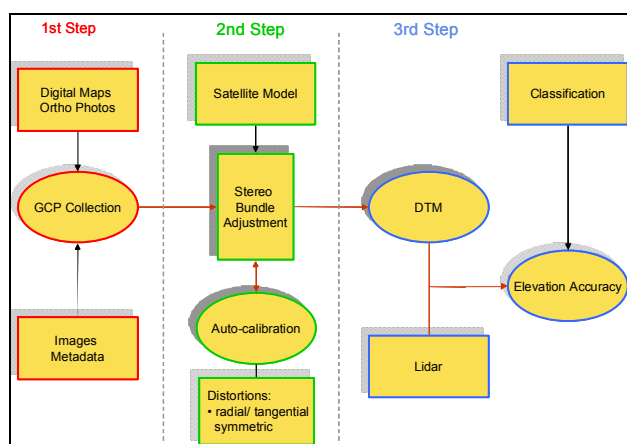 1st Step
2nd Step
3rd Step
Digital Maps
Ortho Photos
Satellite Model
Classification
GCP Collection
Stereo
Bundle
Adjustment
DTM
Elevation Accuracy
Auto-calibration
Images
Metadata
Distortions:
• radial/ tangential
symmetric
Lidar